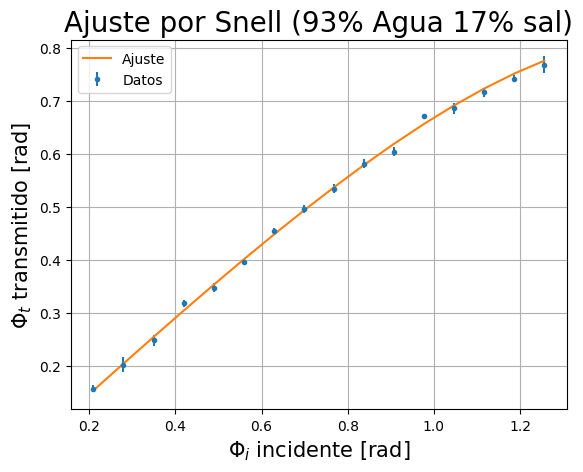 Ajuste por Snell (93% Agua 17% sal)
Ajuste
Datos
Φ_t transmitido [rad]
0.8
0.7
0.6
0.5
0.4
0.3
0.2
0.2
0.4
0.6
0.8
1.0
1.2
Φ_i incidente [rad]